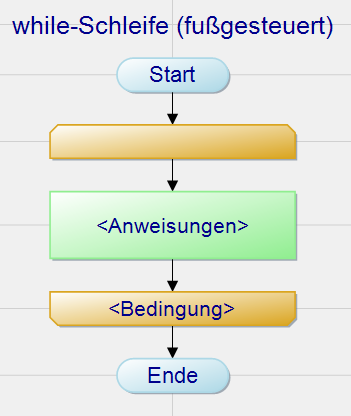 while-Schleife (fußgesteuert)
Start
<Anweisungen>
<Bedingung>
Ende